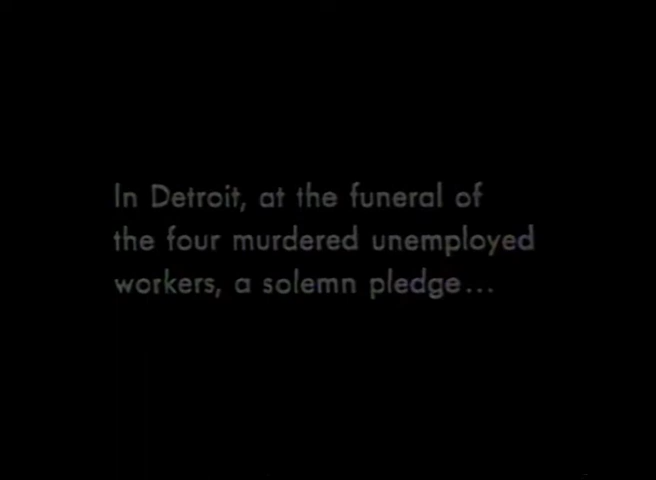 In Detroit, at the funeral of
the four murdered unemployed
workers, a solemn pledge...